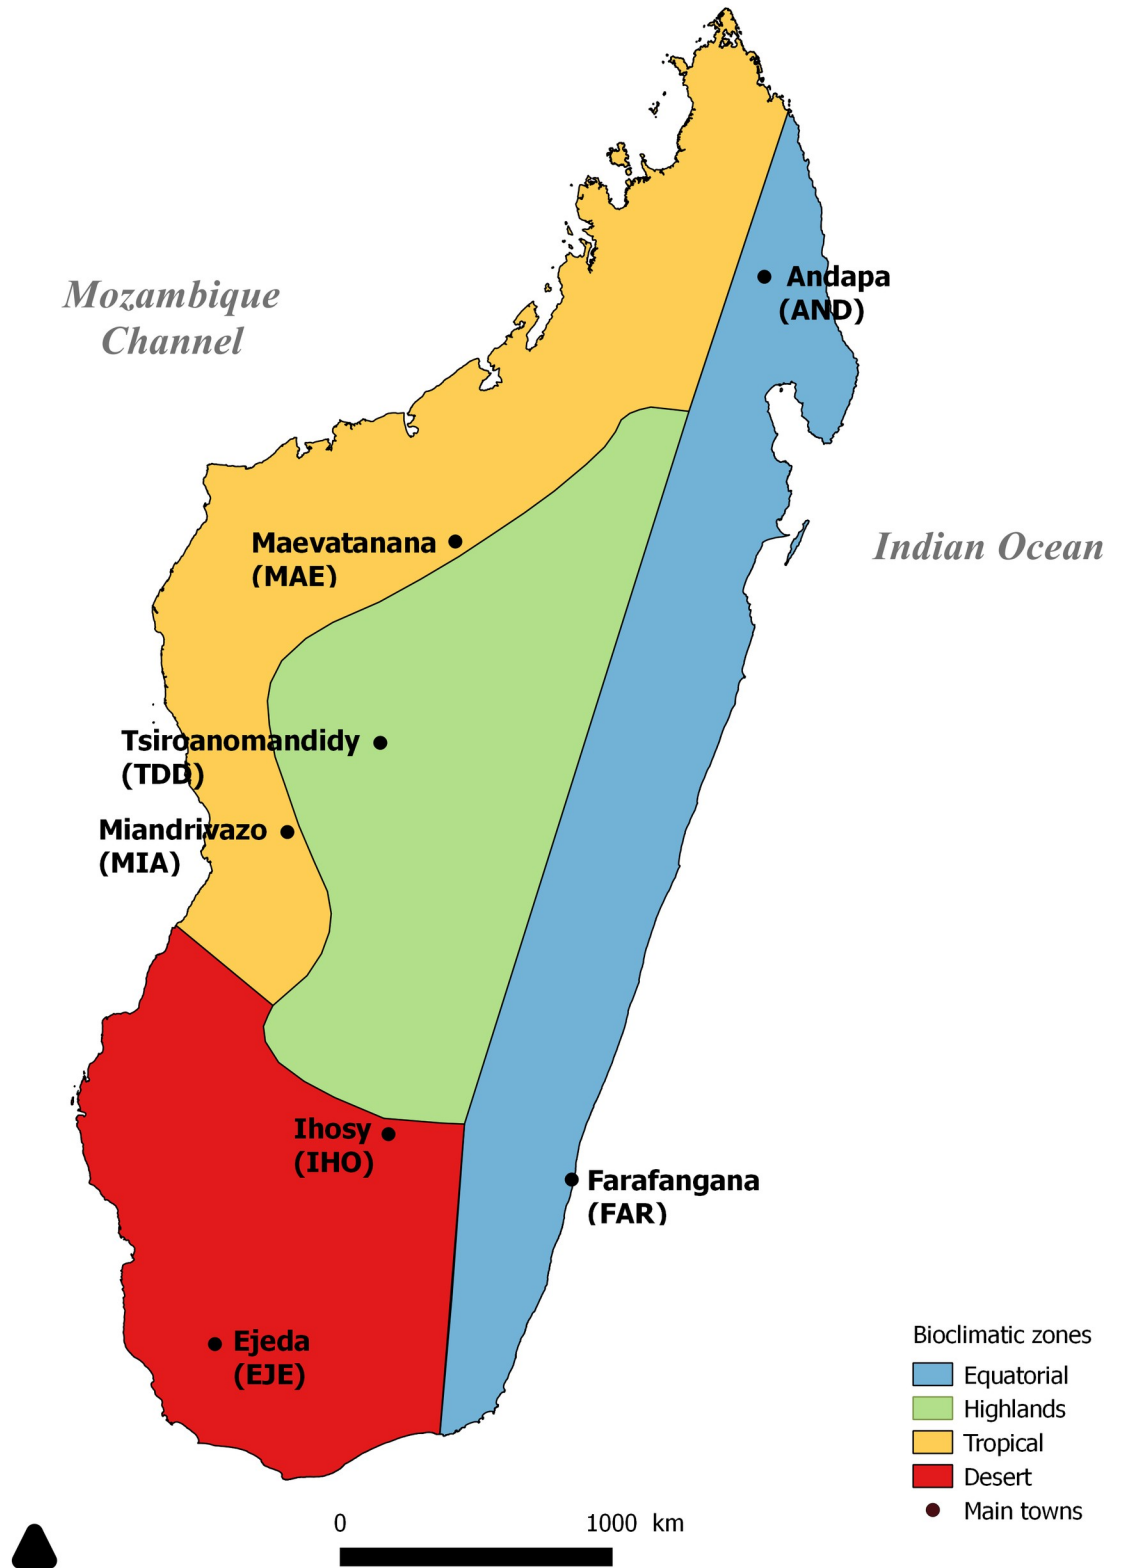 Mozambique
Channel
Andapa
(AND)
Indian Ocean
Maevatanana
(MAE)
Tsiroanomandidy
(TDD)
Miandrivazo
(MIA)
Ihosy
(IHO)
Farafangana
(FAR)
Ejeda
(EJE)
Bioclimatic zones
Equatorial
Highlands
Tropical
Desert
Main towns
0 1000 km